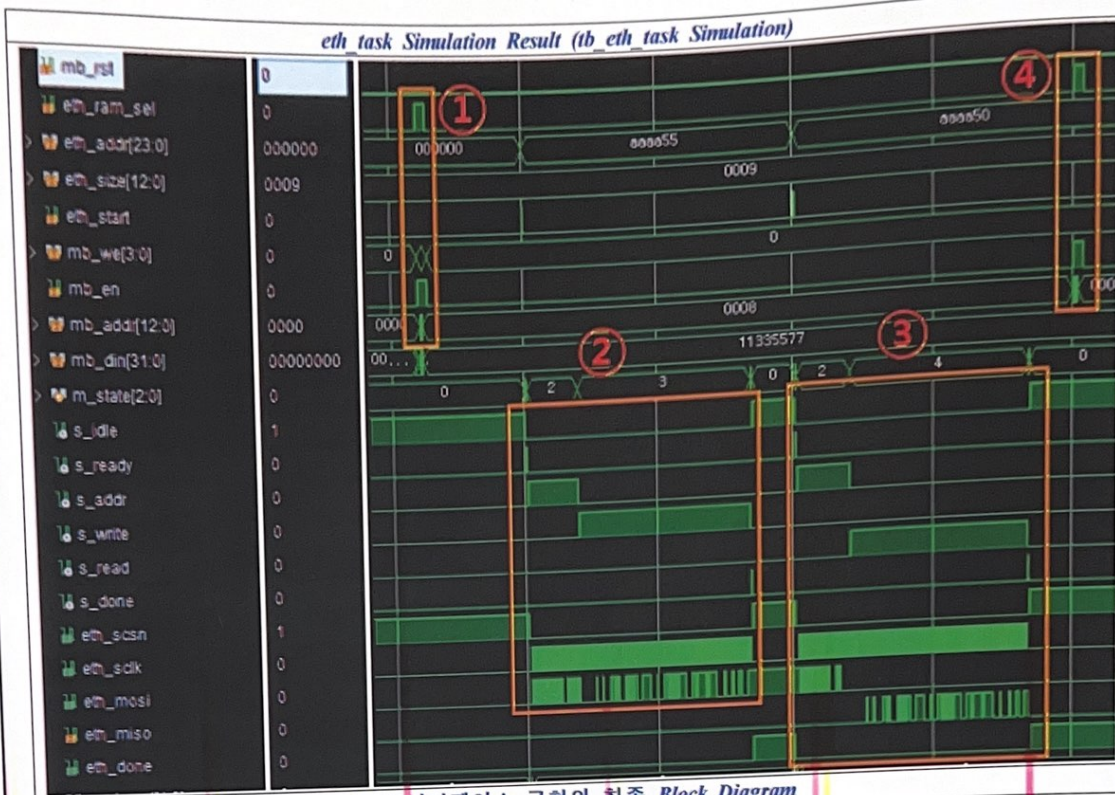 eth_task Simulation Result (tb_eth_task Simulation)
mb_rst 0
eth_ram_sel 0 ① ④
eth_addr[23:0] 000000 000000 aaaa55 aaaa50
eth_size[12:0] 0009 0009
eth_start 0
mb_we[3:0] 0 0 0
mb_en 0
mb_addr[12:0] 0000 000 0008 000
mb_din[31:0] 00000000 00... 11335577
m_state[2:0] 0 0 2 3 0 2 4 0
② ③
s_idle 1
s_ready 0
s_addr 0
s_write 0
s_read 0
s_done 0
eth_scsn 1
eth_sclk 0
eth_mosi 0
eth_miso 0
eth_done 0
Block Diagram